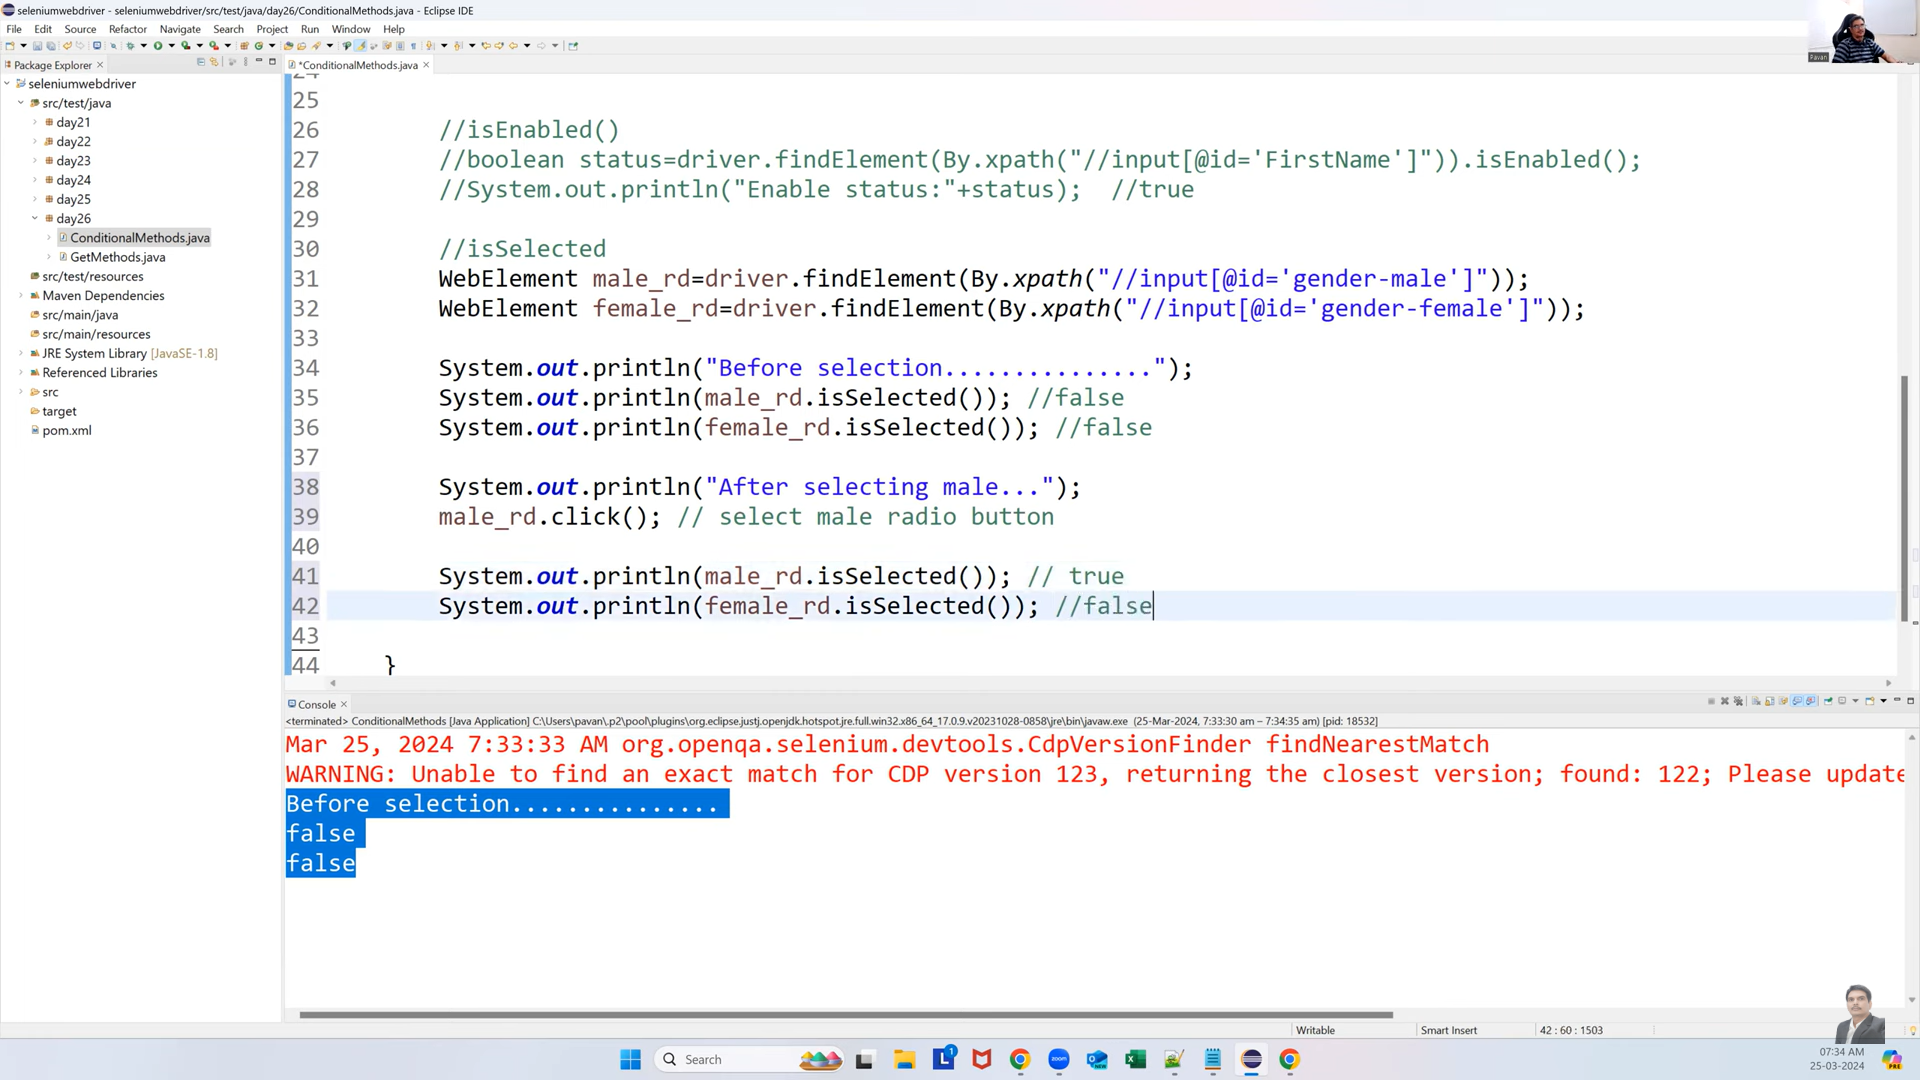 seleniumwebdriver - seleniumwebdriver/src/test/java/day26/ConditionalMethods.java - Eclipse IDE
File Edit Source Refactor Navigate Search Project Run Window Help
Pavan
Package Explorer
seleniumwebdriver
src/test/java
day21
day22
day23
day24
day25
day26
ConditionalMethods.java
GetMethods.java
src/test/resources
Maven Dependencies
src/main/java
src/main/resources
JRE System Library [JavaSE-1.8]
Referenced Libraries
src
target
pom.xml
*ConditionalMethods.java
24
25
26 //isEnabled()
27 //boolean status=driver.findElement(By.xpath("//input[@id='FirstName']")).isEnabled();
28 //System.out.println("Enable status:"+status);  //true
29
30 //isSelected
31 WebElement male_rd=driver.findElement(By.xpath("//input[@id='gender-male']"));
32 WebElement female_rd=driver.findElement(By.xpath("//input[@id='gender-female']"));
33
34 System.out.println("Before selection...............");
35 System.out.println(male_rd.isSelected()); //false
36 System.out.println(female_rd.isSelected()); //false
37
38 System.out.println("After selecting male...");
39 male_rd.click(); // select male radio button
40
41 System.out.println(male_rd.isSelected()); // true
42 System.out.println(female_rd.isSelected()); //false
43
44 }
Console
<terminated> ConditionalMethods [Java Application] C:\Users\pavan\.p2\pool\plugins\org.eclipse.justj.openjdk.hotspot.jre.full.win32.x86_64_17.0.9.v20231028-0858\jre\bin\javaw.exe (25-Mar-2024, 7:33:30 am – 7:34:35 am) [pid: 18532]
Mar 25, 2024 7:33:33 AM org.openqa.selenium.devtools.CdpVersionFinder findNearestMatch
WARNING: Unable to find an exact match for CDP version 123, returning the closest version; found: 122; Please update
Before selection...............
false
false
Writable Smart Insert 42 : 60 : 1503
Search
07:34 AM
25-03-2024